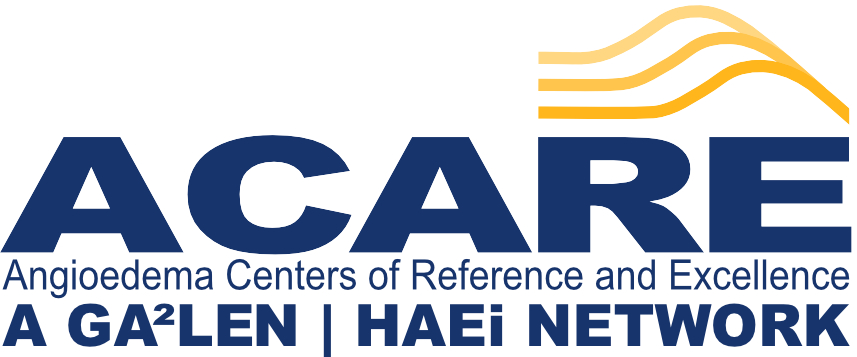 ACARE
Angioedema Centers of Reference and Excellence
A GA²LEN | HAEi NETWORK